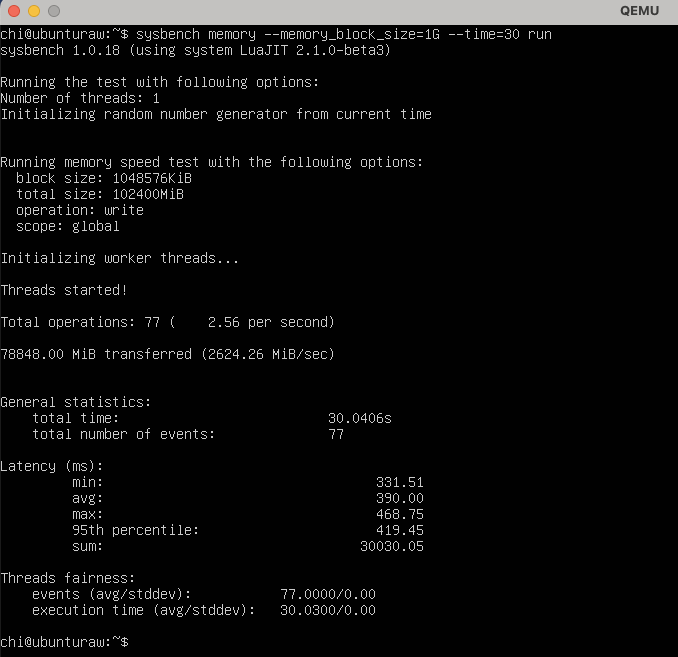 QEMU
chi@ubunturaw:~$ sysbench memory --memory_block_size=1G --time=30 run
sysbench 1.0.18 (using system LuaJIT 2.1.0-beta3)
Running the test with following options:
Number of threads: 1
Initializing random number generator from current time
Running memory speed test with the following options:
block size: 1048576KiB
total size: 102400MiB
operation: write
scope: global
Initializing worker threads...
Threads started!
Total operations: 77 (    2.56 per second)
78848.00 MiB transferred (2624.26 MiB/sec)
General statistics:
total time:                          30.0406s
total number of events:              77
Latency (ms):
min:                                  331.51
avg:                                  390.00
max:                                  468.75
95th percentile:                      419.45
sum:                                30030.05
Threads fairness:
events (avg/stddev):           77.0000/0.00
execution time (avg/stddev):   30.0300/0.00
chi@ubunturaw:~$